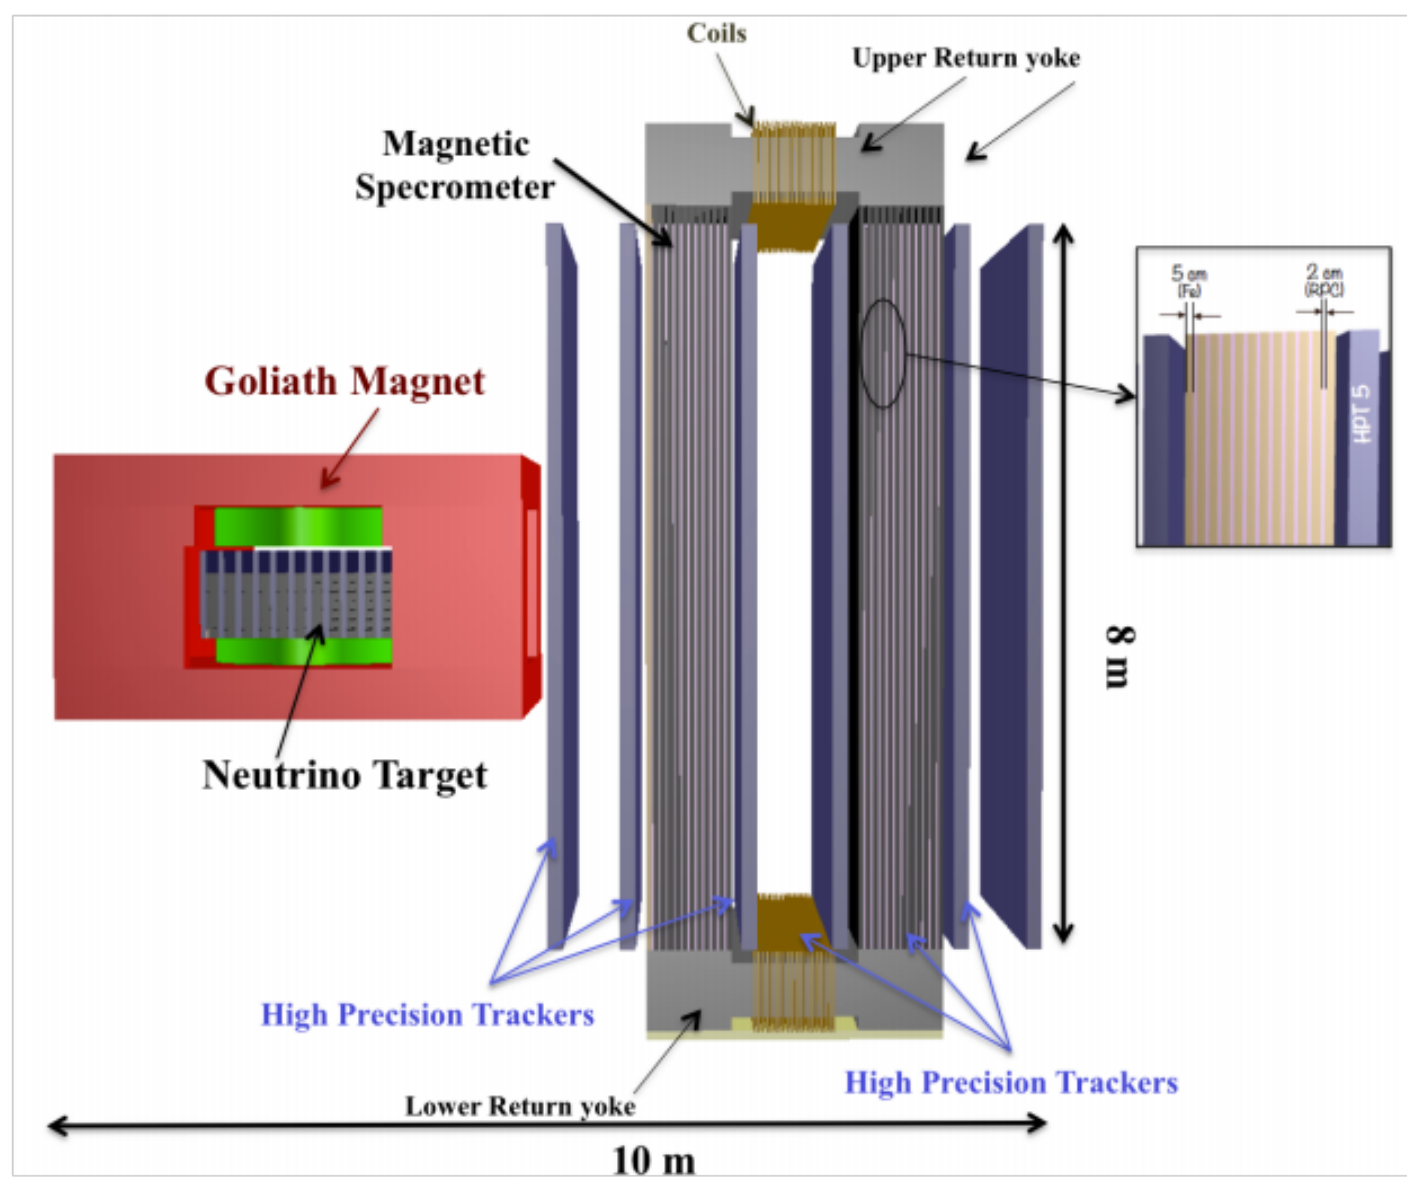 Coils
Upper Return yoke
Magnetic
Specrometer
5 cm
(Fe)
2 cm
(RPC)
HPT 5
Goliath Magnet
8 m
Neutrino Target
High Precision Trackers
High Precision Trackers
Lower Return yoke
10 m